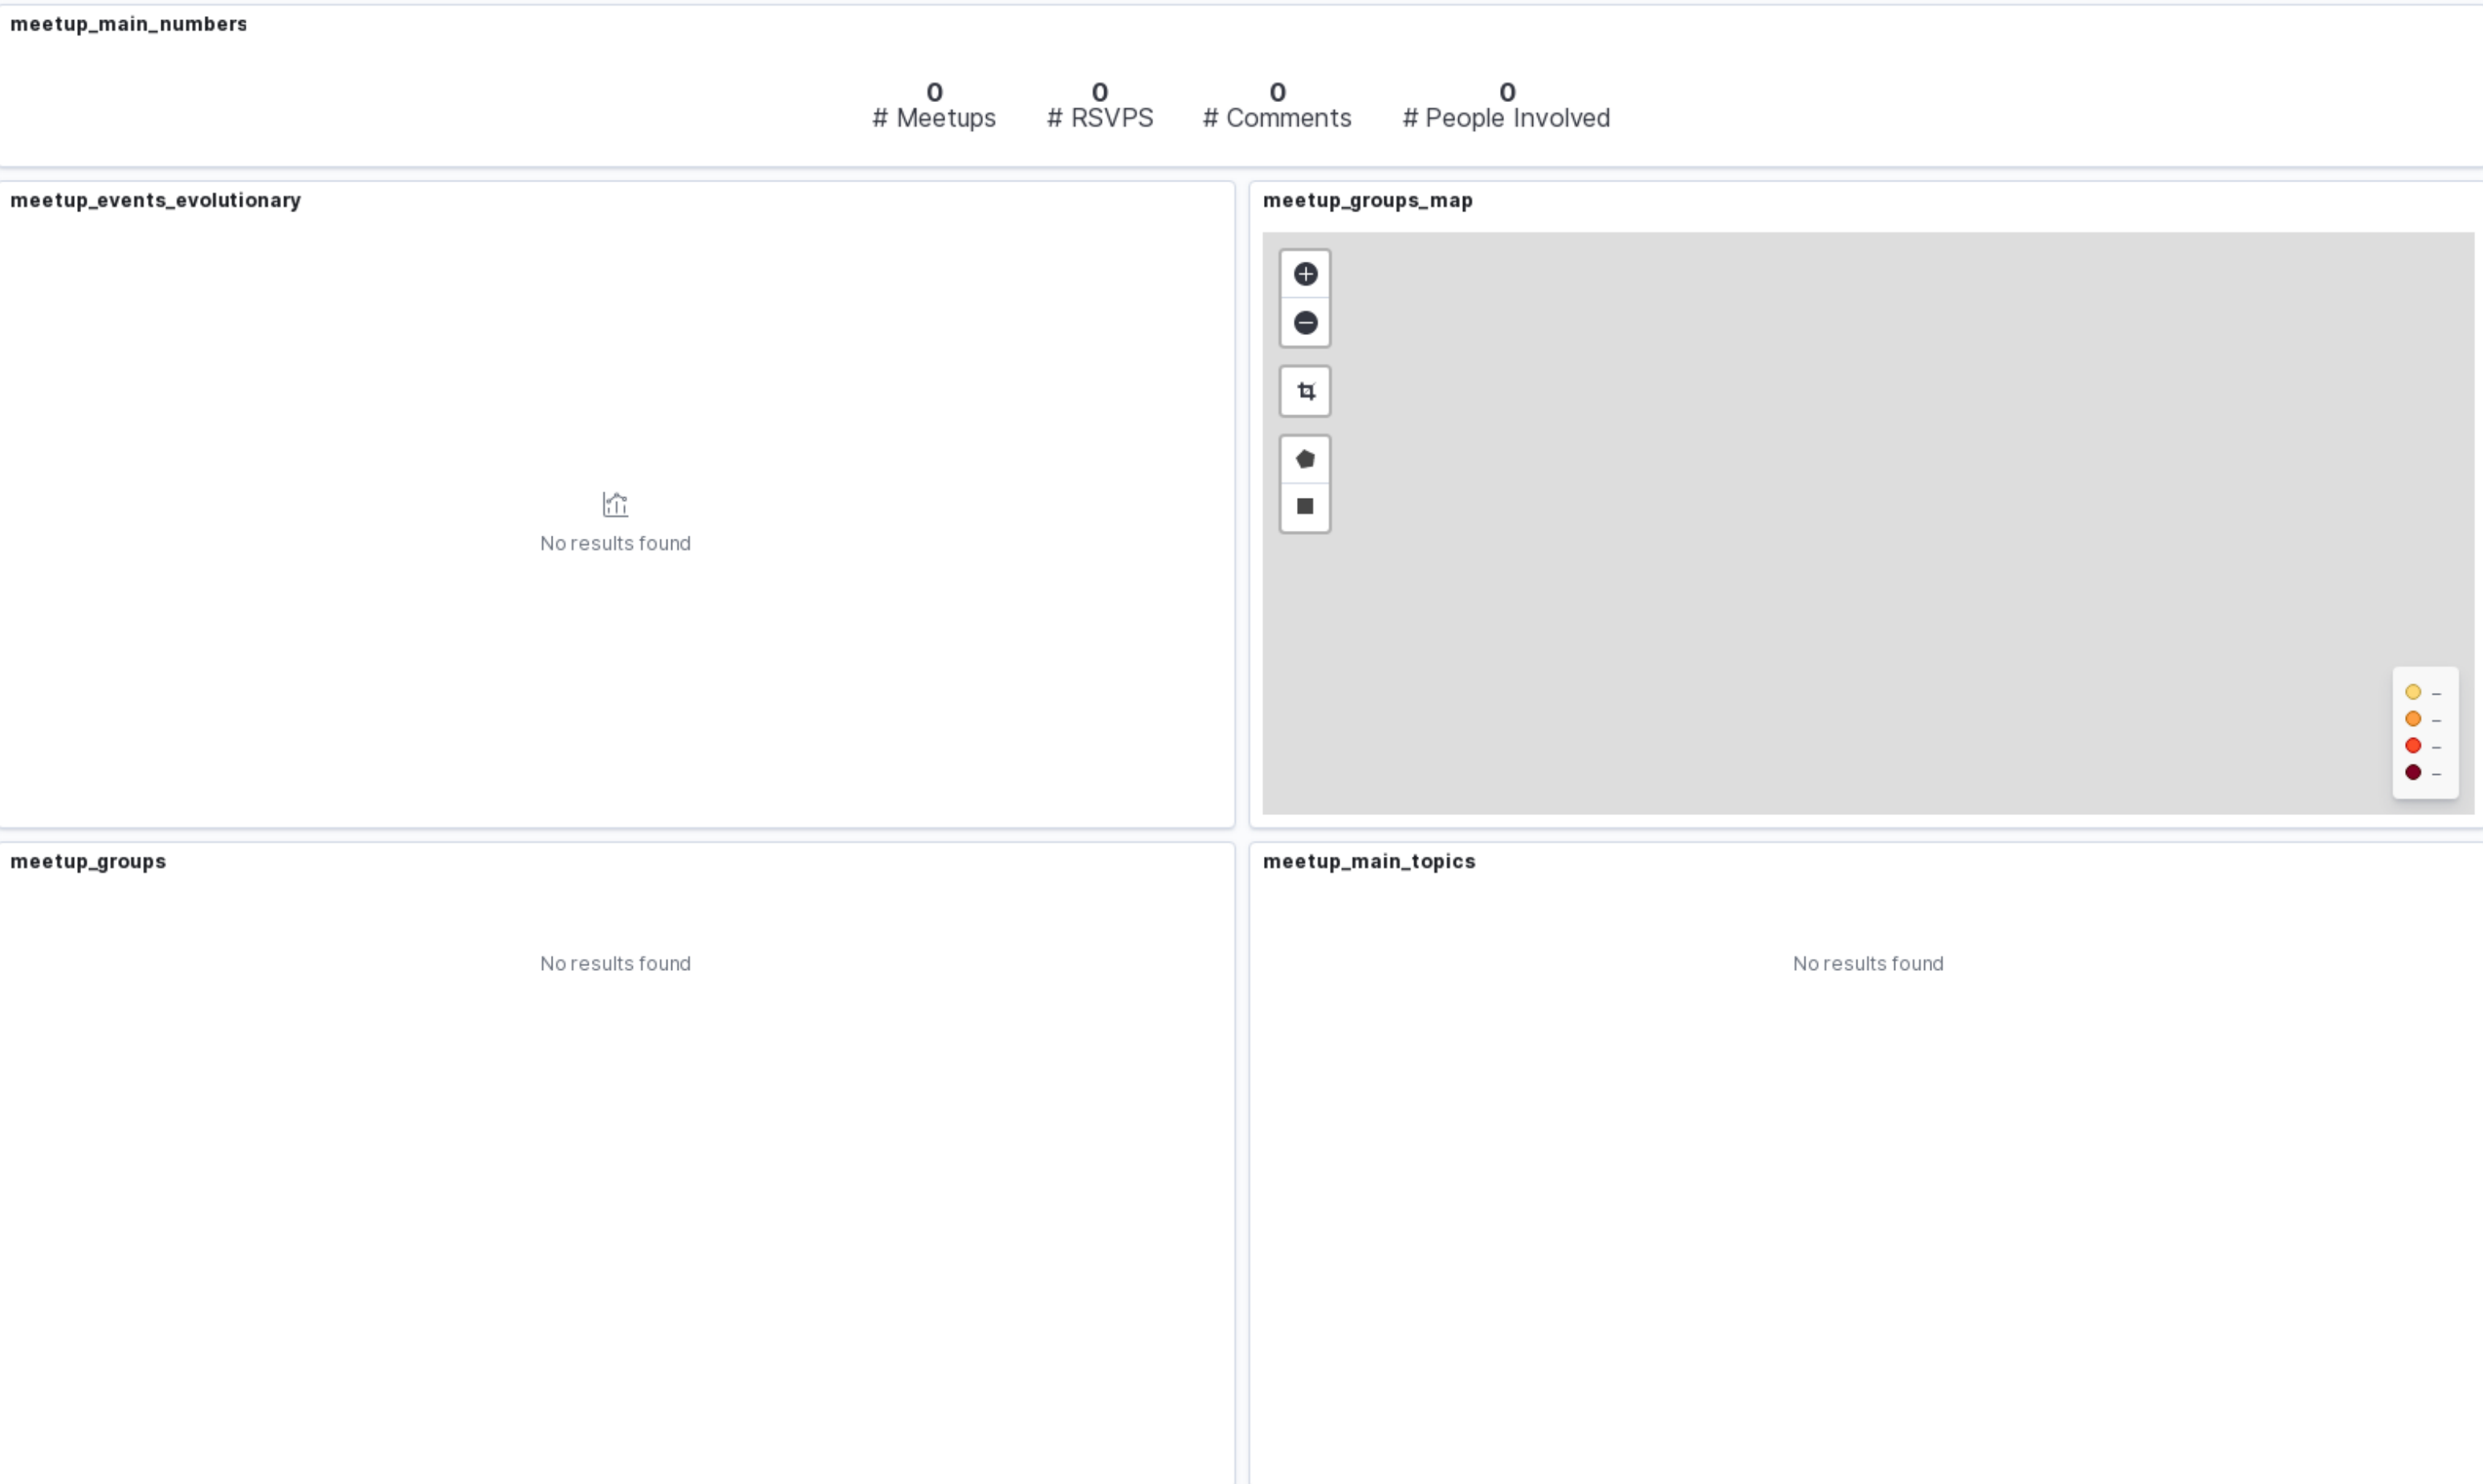 meetup_main_numbers
0 0 0 0
# Meetups # RSVPS # Comments # People Involved
meetup_events_evolutionary
No results found
meetup_groups_map
–
–
–
–
meetup_groups
No results found
meetup_main_topics
No results found